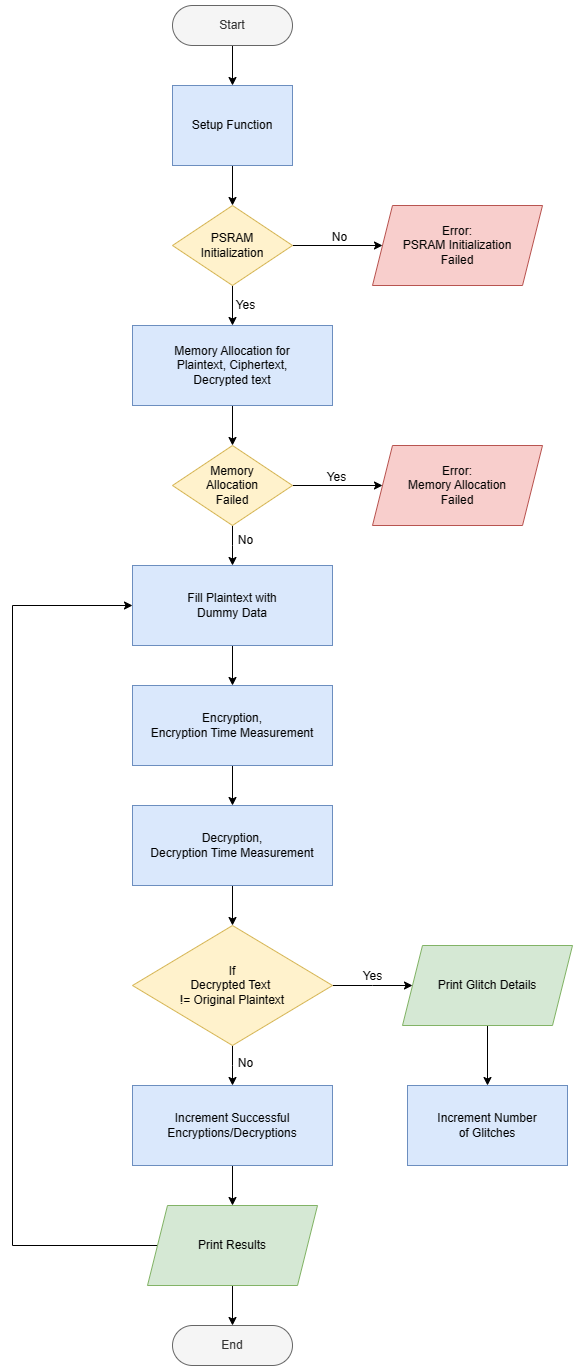 Start
Setup Function
PSRAM
Initialization
No
Error:
PSRAM Initialization
Failed
Yes
Memory Allocation for
Plaintext, Ciphertext,
Decrypted text
Memory
Allocation
Failed
Yes
Error:
Memory Allocation
Failed
No
Fill Plaintext with
Dummy Data
Encryption,
Encryption Time Measurement
Decryption,
Decryption Time Measurement
If
Decrypted Text
!= Original Plaintext
Yes
Print Glitch Details
No
Increment Successful
Encryptions/Decryptions
Increment Number
of Glitches
Print Results
End